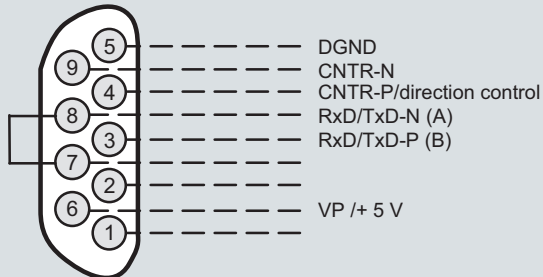 5 DGND
9 CNTR-N
4 CNTR-P/direction control
8 RxD/TxD-N (A)
3 RxD/TxD-P (B)
7
2
6 VP /+ 5 V
1